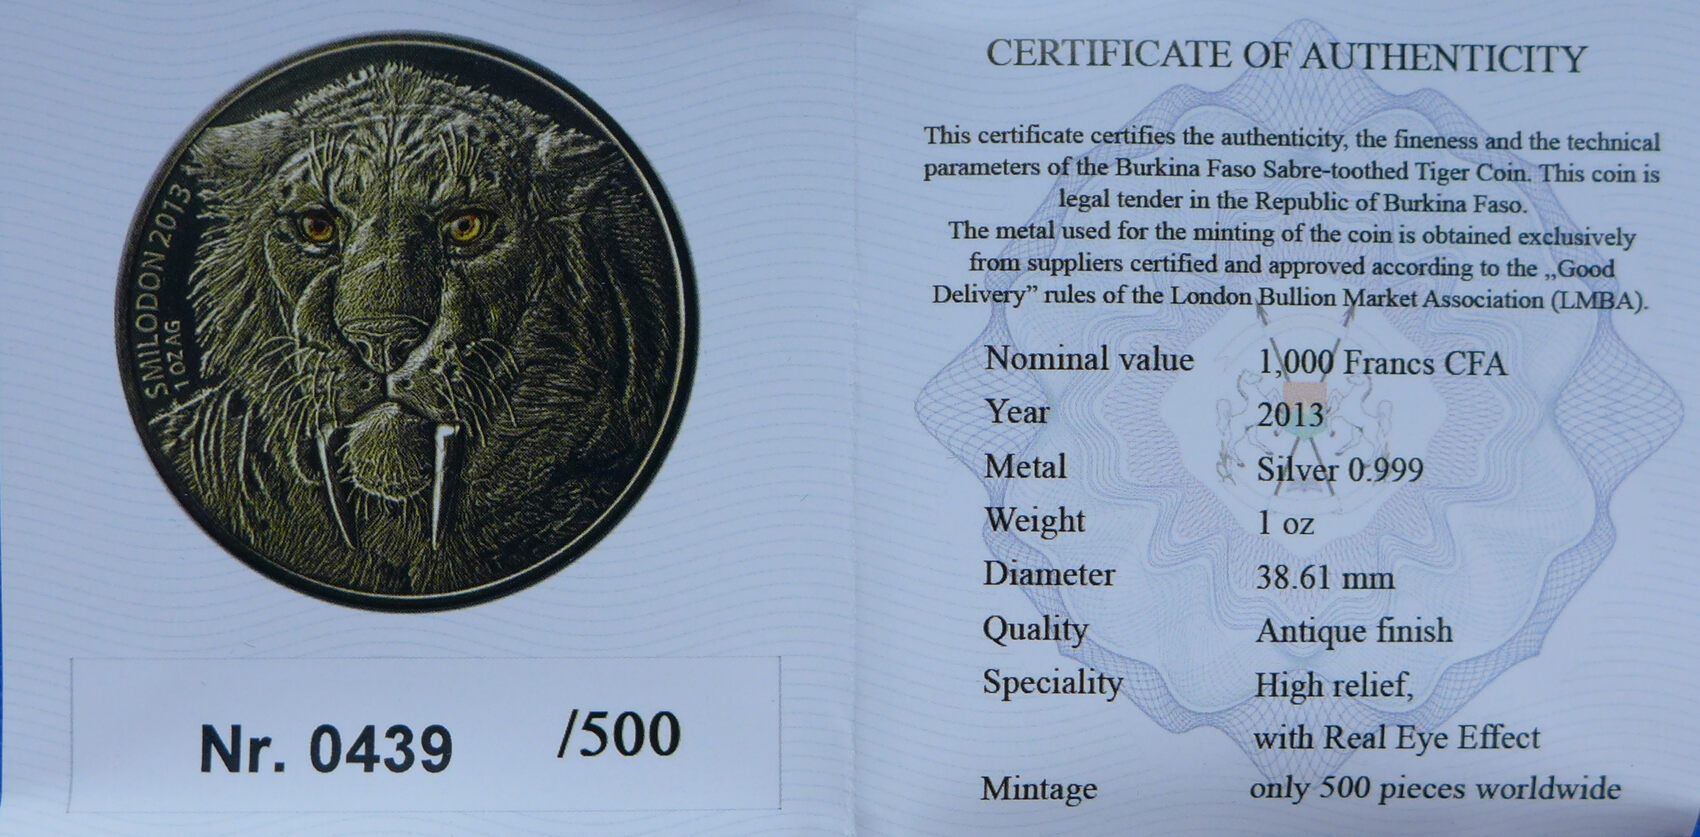 SMILODON 2013
1 OZ AG
Nr. 0439 /500
CERTIFICATE OF AUTHENTICITY
This certificate certifies the authenticity, the fineness and the technical
parameters of the Burkina Faso Sabre-toothed Tiger Coin. This coin is
legal tender in the Republic of Burkina Faso.
The metal used for the minting of the coin is obtained exclusively
from suppliers certified and approved according to the „Good
Delivery” rules of the London Bullion Market Association (LMBA).
Nominal value 1,000 Francs CFA
Year 2013
Metal Silver 0.999
Weight 1 oz
Diameter 38.61 mm
Quality Antique finish
Speciality High relief,
with Real Eye Effect
Mintage only 500 pieces worldwide